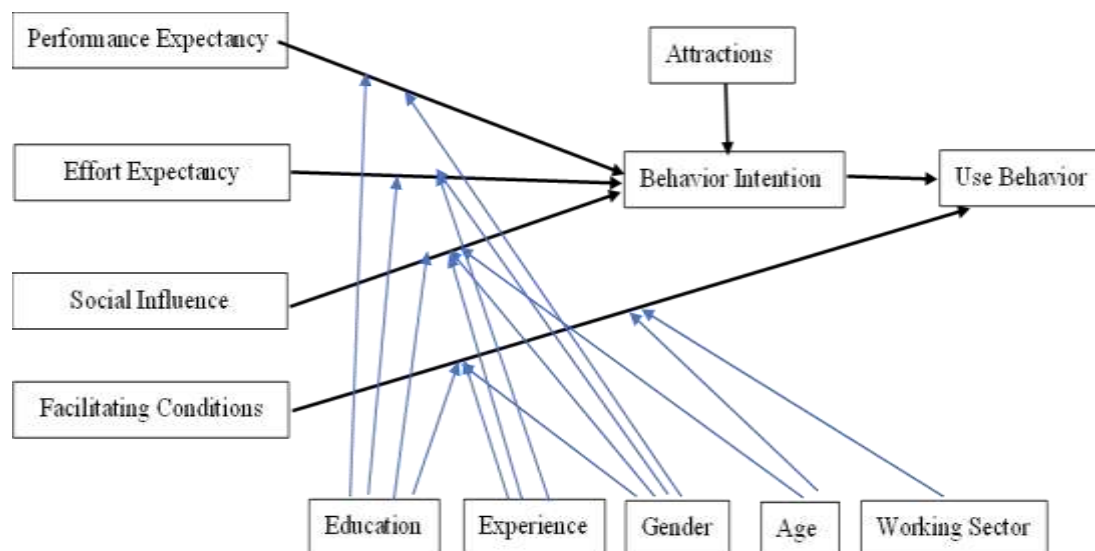 Performance Expectancy
Attractions
Effort Expectancy
Behavior Intention
Use Behavior
Social Influence
Facilitating Conditions
Education
Experience
Gender
Age
Working Sector